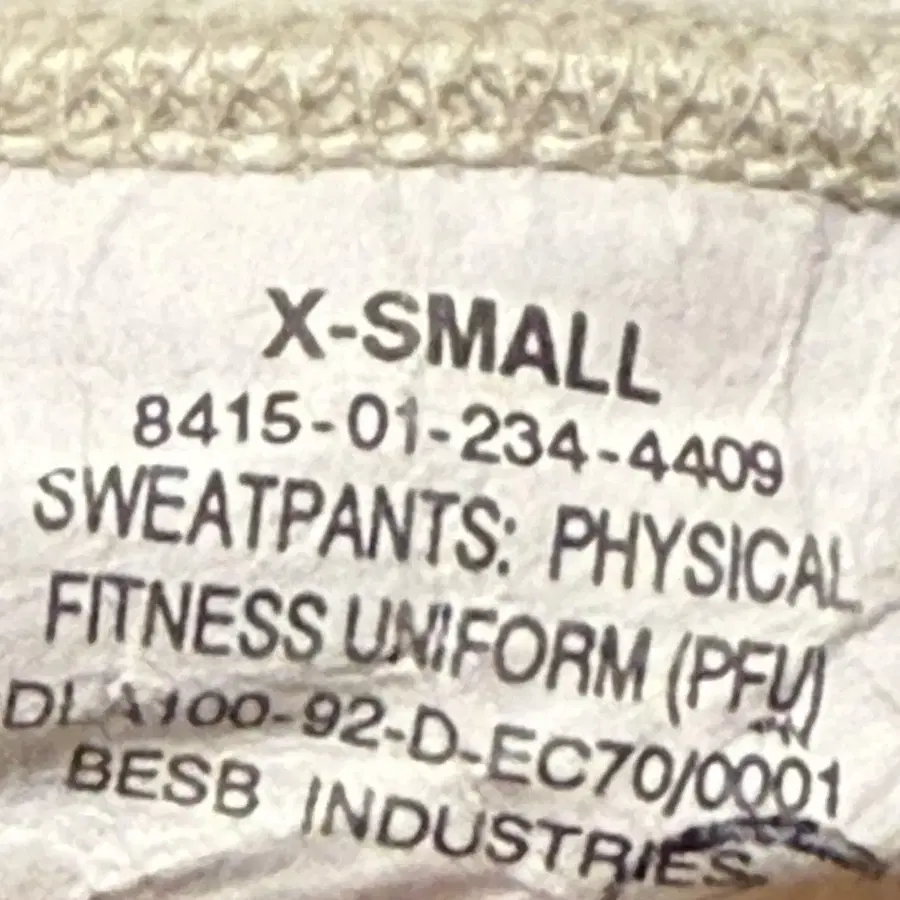 X-SMALL
8415-01-234-4409
SWEATPANTS: PHYSICAL
FITNESS UNIFORM (PFU)
DLA100-92-D-EC70/0001
BESB INDUSTRIES